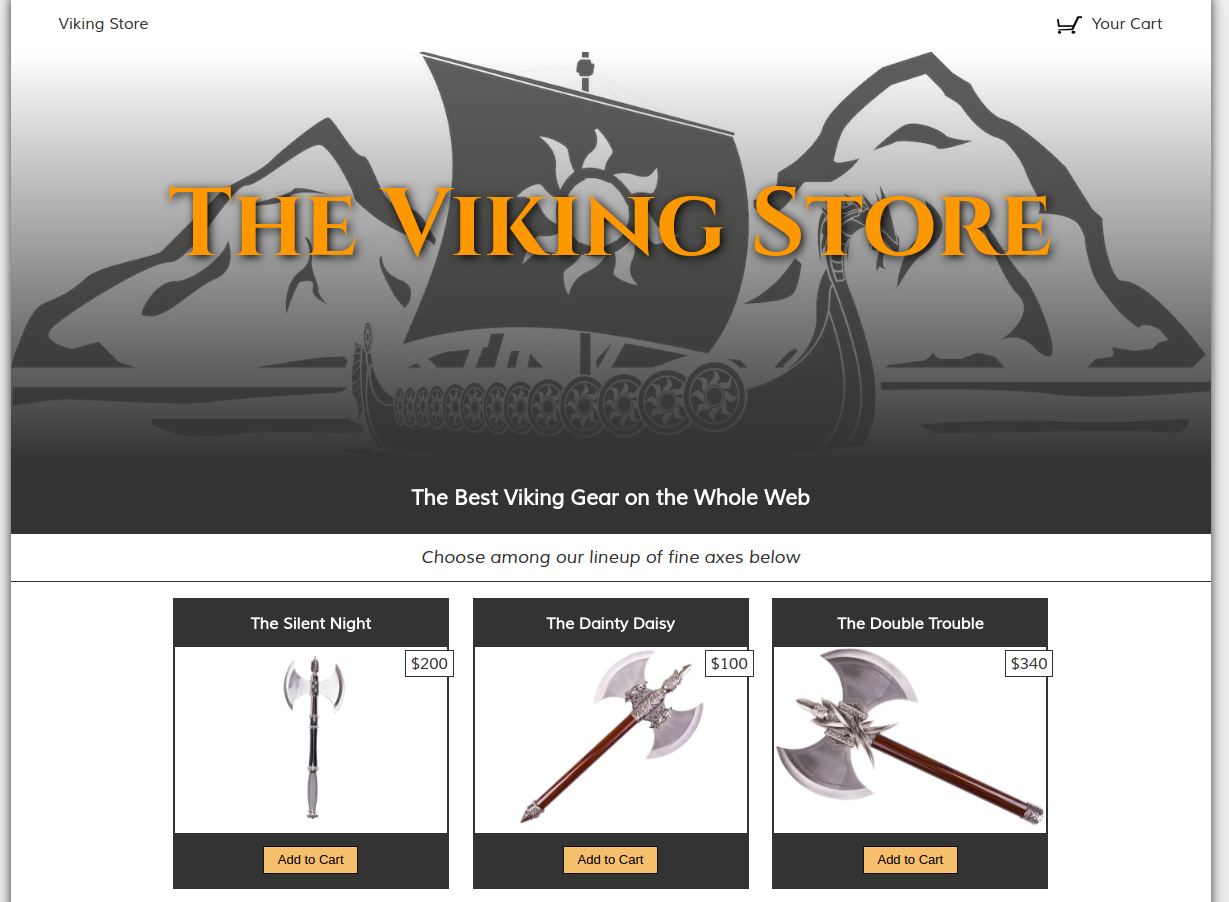 Viking Store
Your Cart
The Viking Store
The Best Viking Gear on the Whole Web
Choose among our lineup of fine axes below
The Silent Night
The Dainty Daisy
The Double Trouble
$200
$100
$340
Add to Cart
Add to Cart
Add to Cart